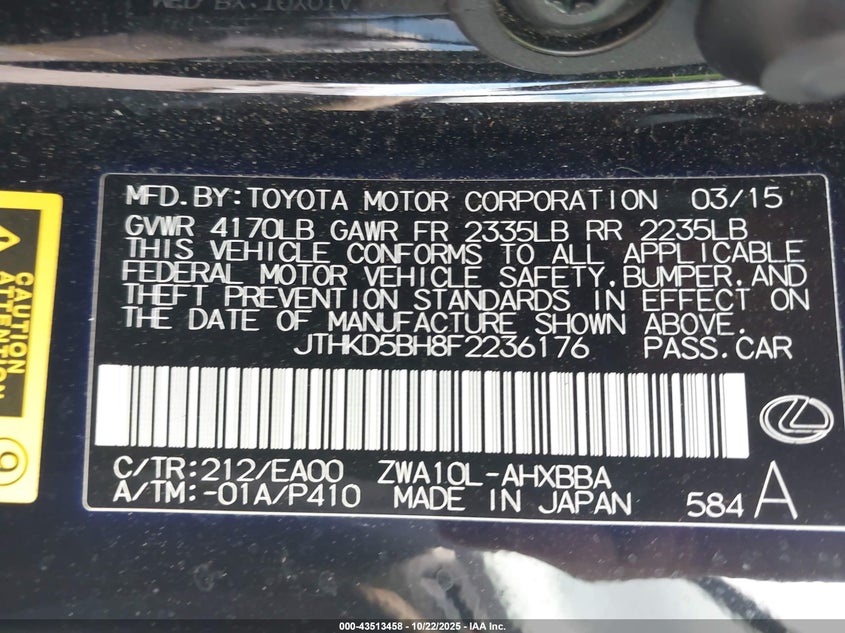 MFD. BY: TOYOTA MOTOR CORPORATION 03/15
GVWR 4170LB GAWR FR 2335LB RR 2235LB
THIS VEHICLE CONFORMS TO ALL APPLICABLE
FEDERAL MOTOR VEHICLE SAFETY, BUMPER, AND
THEFT PREVENTION STANDARDS IN EFFECT ON
THE DATE OF MANUFACTURE SHOWN ABOVE.
JTHKD5BH8F2236176 PASS. CAR
C/TR: 212/EA00 ZWA10L-AHXBBA
A/TM: -01A/P410 MADE IN JAPAN 584 A
CAUTION
ATTENTION
000-43513458 - 10/22/2025 - IAA Inc.